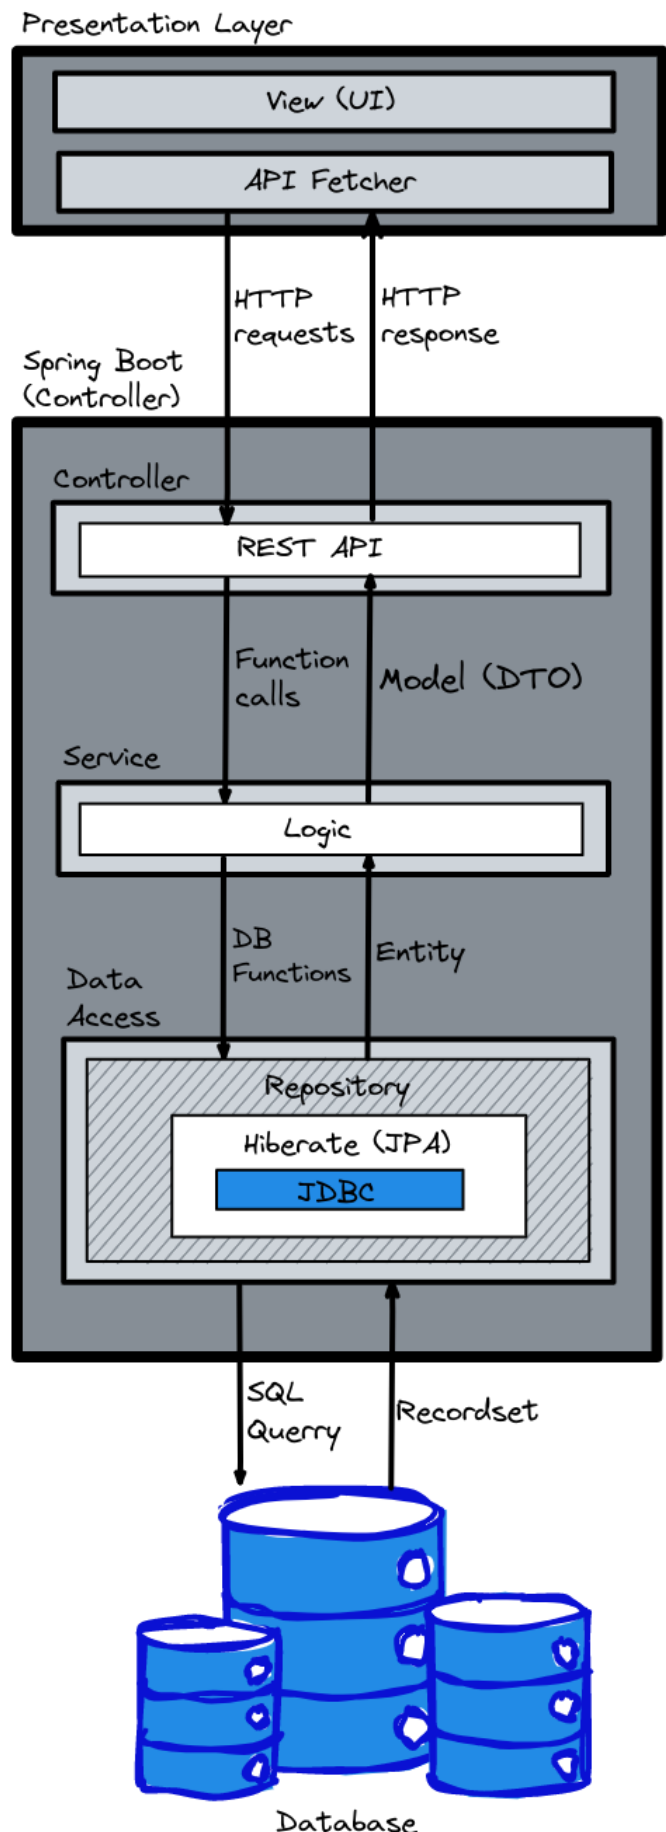 Presentation Layer
View (UI)
API Fetcher
HTTP
requests
HTTP
response
Spring Boot
(Controller)
Controller
REST API
Function
calls
Model (DTO)
Service
Logic
DB
Functions
Entity
Data
Access
Repository
Hiberate (JPA)
JDBC
SQL
Querry
Recordset
Database